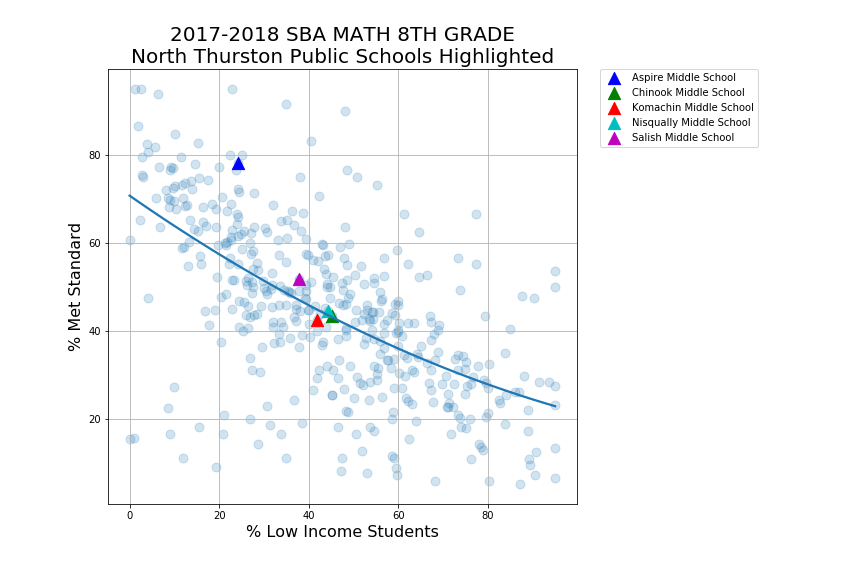 2017-2018 SBA MATH 8TH GRADE
North Thurston Public Schools Highlighted
Aspire Middle School
Chinook Middle School
Komachin Middle School
Nisqually Middle School
Salish Middle School
% Met Standard
80
60
40
20
0 20 40 60 80
% Low Income Students